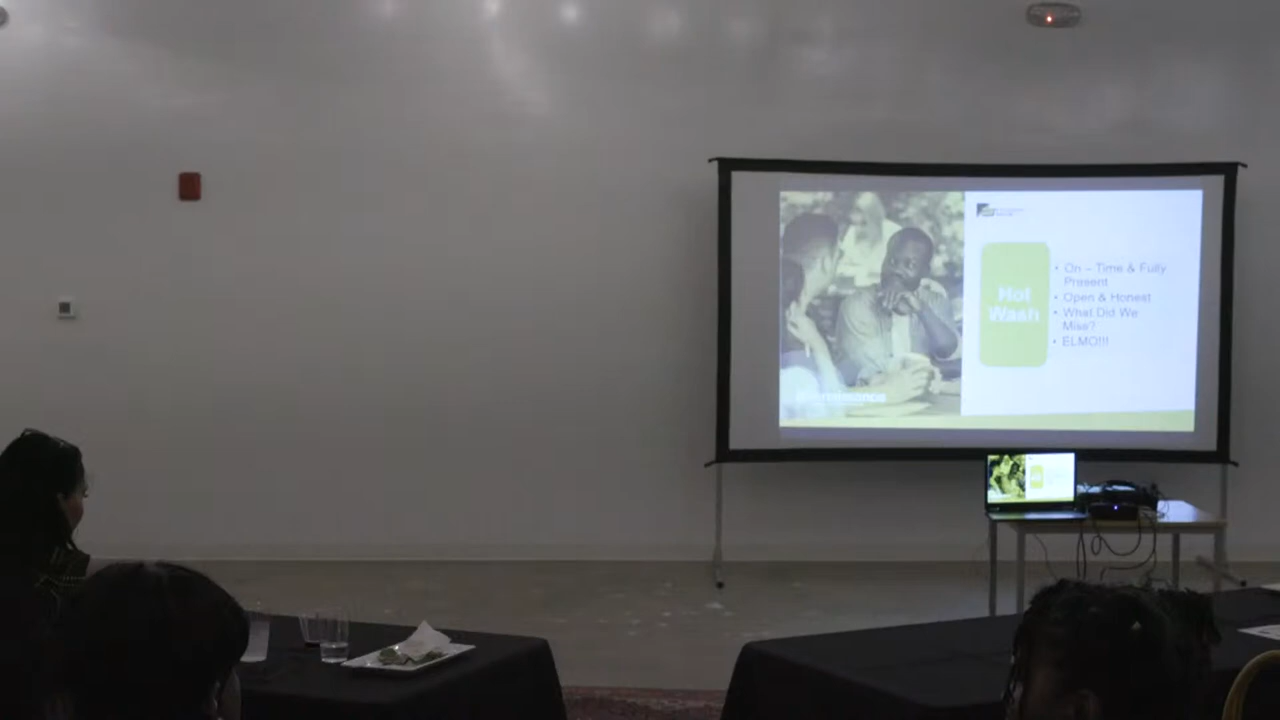 Hot
Wash
• On – Time & Fully
Present
• Open & Honest
• What Did We
Miss?
• ELMO!!!